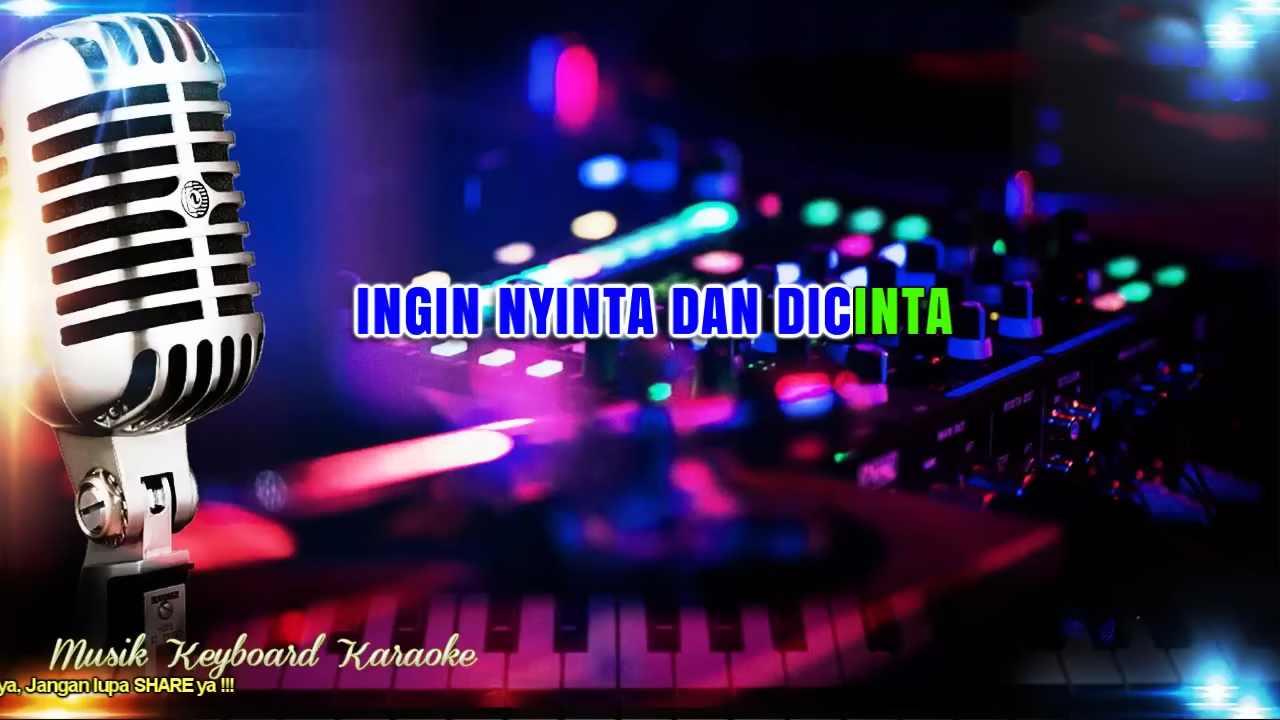 INGIN NYINTA DAN DICINTA
Musik Keyboard Karaoke
ya, Jangan lupa SHARE ya !!!